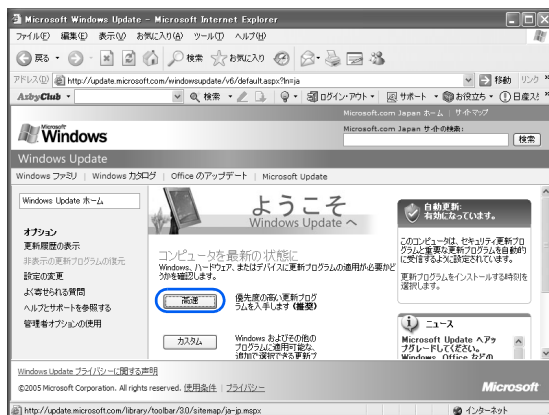 Microsoft Windows Update - Microsoft Internet Explorer
ファイル(F) 編集(E) 表示(V) お気に入り(A) ツール(T) ヘルプ(H)
戻る 検索 お気に入り
アドレス(D) http://update.microsoft.com/windowsupdate/v6/default.aspx?ln=ja 移動 リンク
AzbyClub 検索 ログイン・アウト サポート お役立ち
Microsoft.com Japan ホーム | サイトマップ
Microsoft Windows
Microsoft.com Japan サイトの検索:
検索
Windows Update
Windows ファミリ | Windows カタログ | Office のアップデート | Microsoft Update
Windows Update ホーム
オプション
更新履歴の表示
非表示の更新プログラムの復元
設定の変更
よく寄せられる質問
ヘルプとサポートを参照する
管理者オプションの使用
ようこそ
Windows Update へ
コンピュータを最新の状態に
Windows、ハードウェア、またはデバイスに更新プログラムの適用が必要かど
うかを確認します。
高速
優先度の高い更新プログ
ラムを入手します (推奨)
カスタム
Windows およびその他の
プログラムに適用可能な、
追加で選択できる更新プ
自動更新:
有効になっています。
このコンピュータは、セキュリティ更新プロ
グラムと重要な更新プログラムを自動的
に受信するように設定されています。
更新プログラムをインストールする時刻を
選択します。
ニュース
Microsoft Update へアッ
プグレードしてください。
Windows、Office などの
Windows Update プライバシーに関する声明
©2005 Microsoft Corporation. All rights reserved. 使用条件 | プライバシー
Microsoft
http://update.microsoft.com/library/toolbar/3.0/sitemap/ja-jp.mspx
インターネット